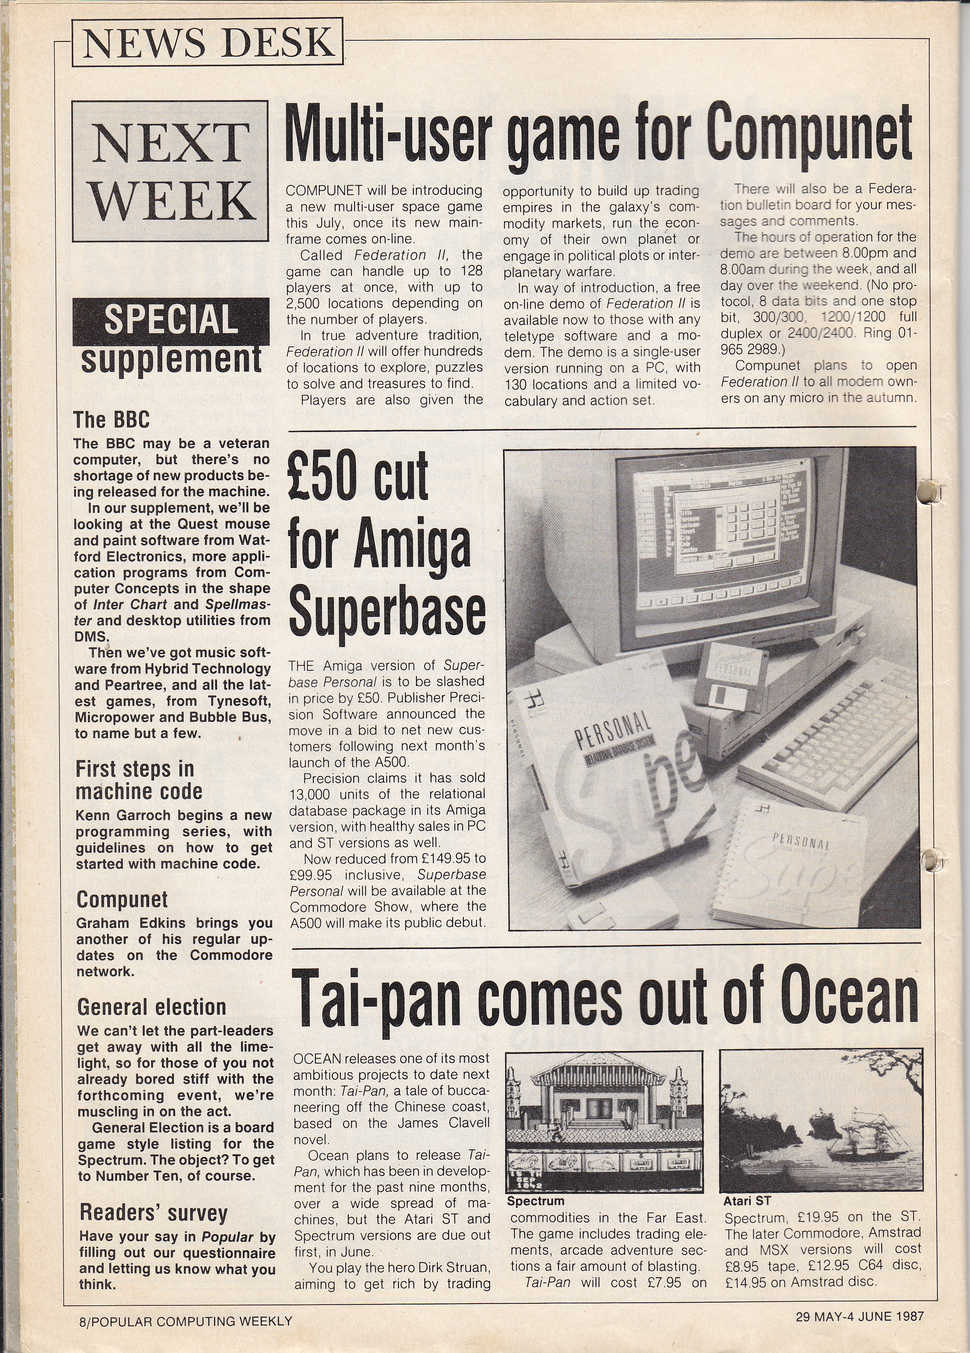 NEWS DESK
NEXT
WEEK
SPECIAL
supplement
The BBC
The BBC may be a veteran
computer, but there's no
shortage of new products be-
ing released for the machine.
In our supplement, we'll be
looking at the Quest mouse
and paint software from Wat-
ford Electronics, more appli-
cation programs from Com-
puter Concepts in the shape
of Inter Chart and Spellmas-
ter and desktop utilities from
DMS.
Then we've got music soft-
ware from Hybrid Technology
and Peartree, and all the lat-
est games, from Tynesoft,
Micropower and Bubble Bus,
to name but a few.
First steps in
machine code
Kenn Garroch begins a new
programming series, with
guidelines on how to get
started with machine code.
Compunet
Graham Edkins brings you
another of his regular up-
dates on the Commodore
network.
General election
We can't let the part-leaders
get away with all the lime-
light, so for those of you not
already bored stiff with the
forthcoming event, we're
muscling in on the act.
General Election is a board
game style listing for the
Spectrum. The object? To get
to Number Ten, of course.
Readers' survey
Have your say in Popular by
filling out our questionnaire
and letting us know what you
think.
Multi-user game for Compunet
COMPUNET will be introducing
a new multi-user space game
this July, once its new main-
frame comes on-line.
Called Federation II, the
game can handle up to 128
players at once, with up to
2,500 locations depending on
the number of players.
In true adventure tradition,
Federation II will offer hundreds
of locations to explore, puzzles
to solve and treasures to find.
Players are also given the
opportunity to build up trading
empires in the galaxy's com-
modity markets, run the econ-
omy of their own planet or
engage in political plots or inter-
planetary warfare.
In way of introduction, a free
on-line demo of Federation II is
available now to those with any
teletype software and a mo-
dem. The demo is a single-user
version running on a PC, with
130 locations and a limited vo-
cabulary and action set.
There will also be a Federa-
tion bulletin board for your mes-
sages and comments.
The hours of operation for the
demo are between 8.00pm and
8.00am during the week, and all
day over the weekend. (No pro-
tocol, 8 data bits and one stop
bit, 300/300, 1200/1200 full
duplex or 2400/2400. Ring 01-
965 2989.)
Compunet plans to open
Federation II to all modem own-
ers on any micro in the autumn.
£50 cut
for Amiga
Superbase
THE Amiga version of Super-
base Personal is to be slashed
in price by £50. Publisher Preci-
sion Software announced the
move in a bid to net new cus-
tomers following next month's
launch of the A500.
Precision claims it has sold
13,000 units of the relational
database package in its Amiga
version, with healthy sales in PC
and ST versions as well.
Now reduced from £149.95 to
£99.95 inclusive, Superbase
Personal will be available at the
Commodore Show, where the
A500 will make its public debut.
PERSONAL
RELATIONAL DATABASE SYSTEM
Supe
PERSONAL
PERSONAL
Supe
Tai-pan comes out of Ocean
OCEAN releases one of its most
ambitious projects to date next
month: Tai-Pan, a tale of bucca-
neering off the Chinese coast,
based on the James Clavell
novel.
Ocean plans to release Tai-
Pan, which has been in develop-
ment for the past nine months,
over a wide spread of ma-
chines, but the Atari ST and
Spectrum versions are due out
first, in June.
You play the hero Dirk Struan,
aiming to get rich by trading
Spectrum
commodities in the Far East.
The game includes trading ele-
ments, arcade adventure sec-
tions a fair amount of blasting.
Tai-Pan will cost £7.95 on
Atari ST
Spectrum, £19.95 on the ST.
The later Commodore, Amstrad
and MSX versions will cost
£8.95 tape, £12.95 C64 disc,
£14.95 on Amstrad disc.
8/POPULAR COMPUTING WEEKLY
29 MAY-4 JUNE 1987